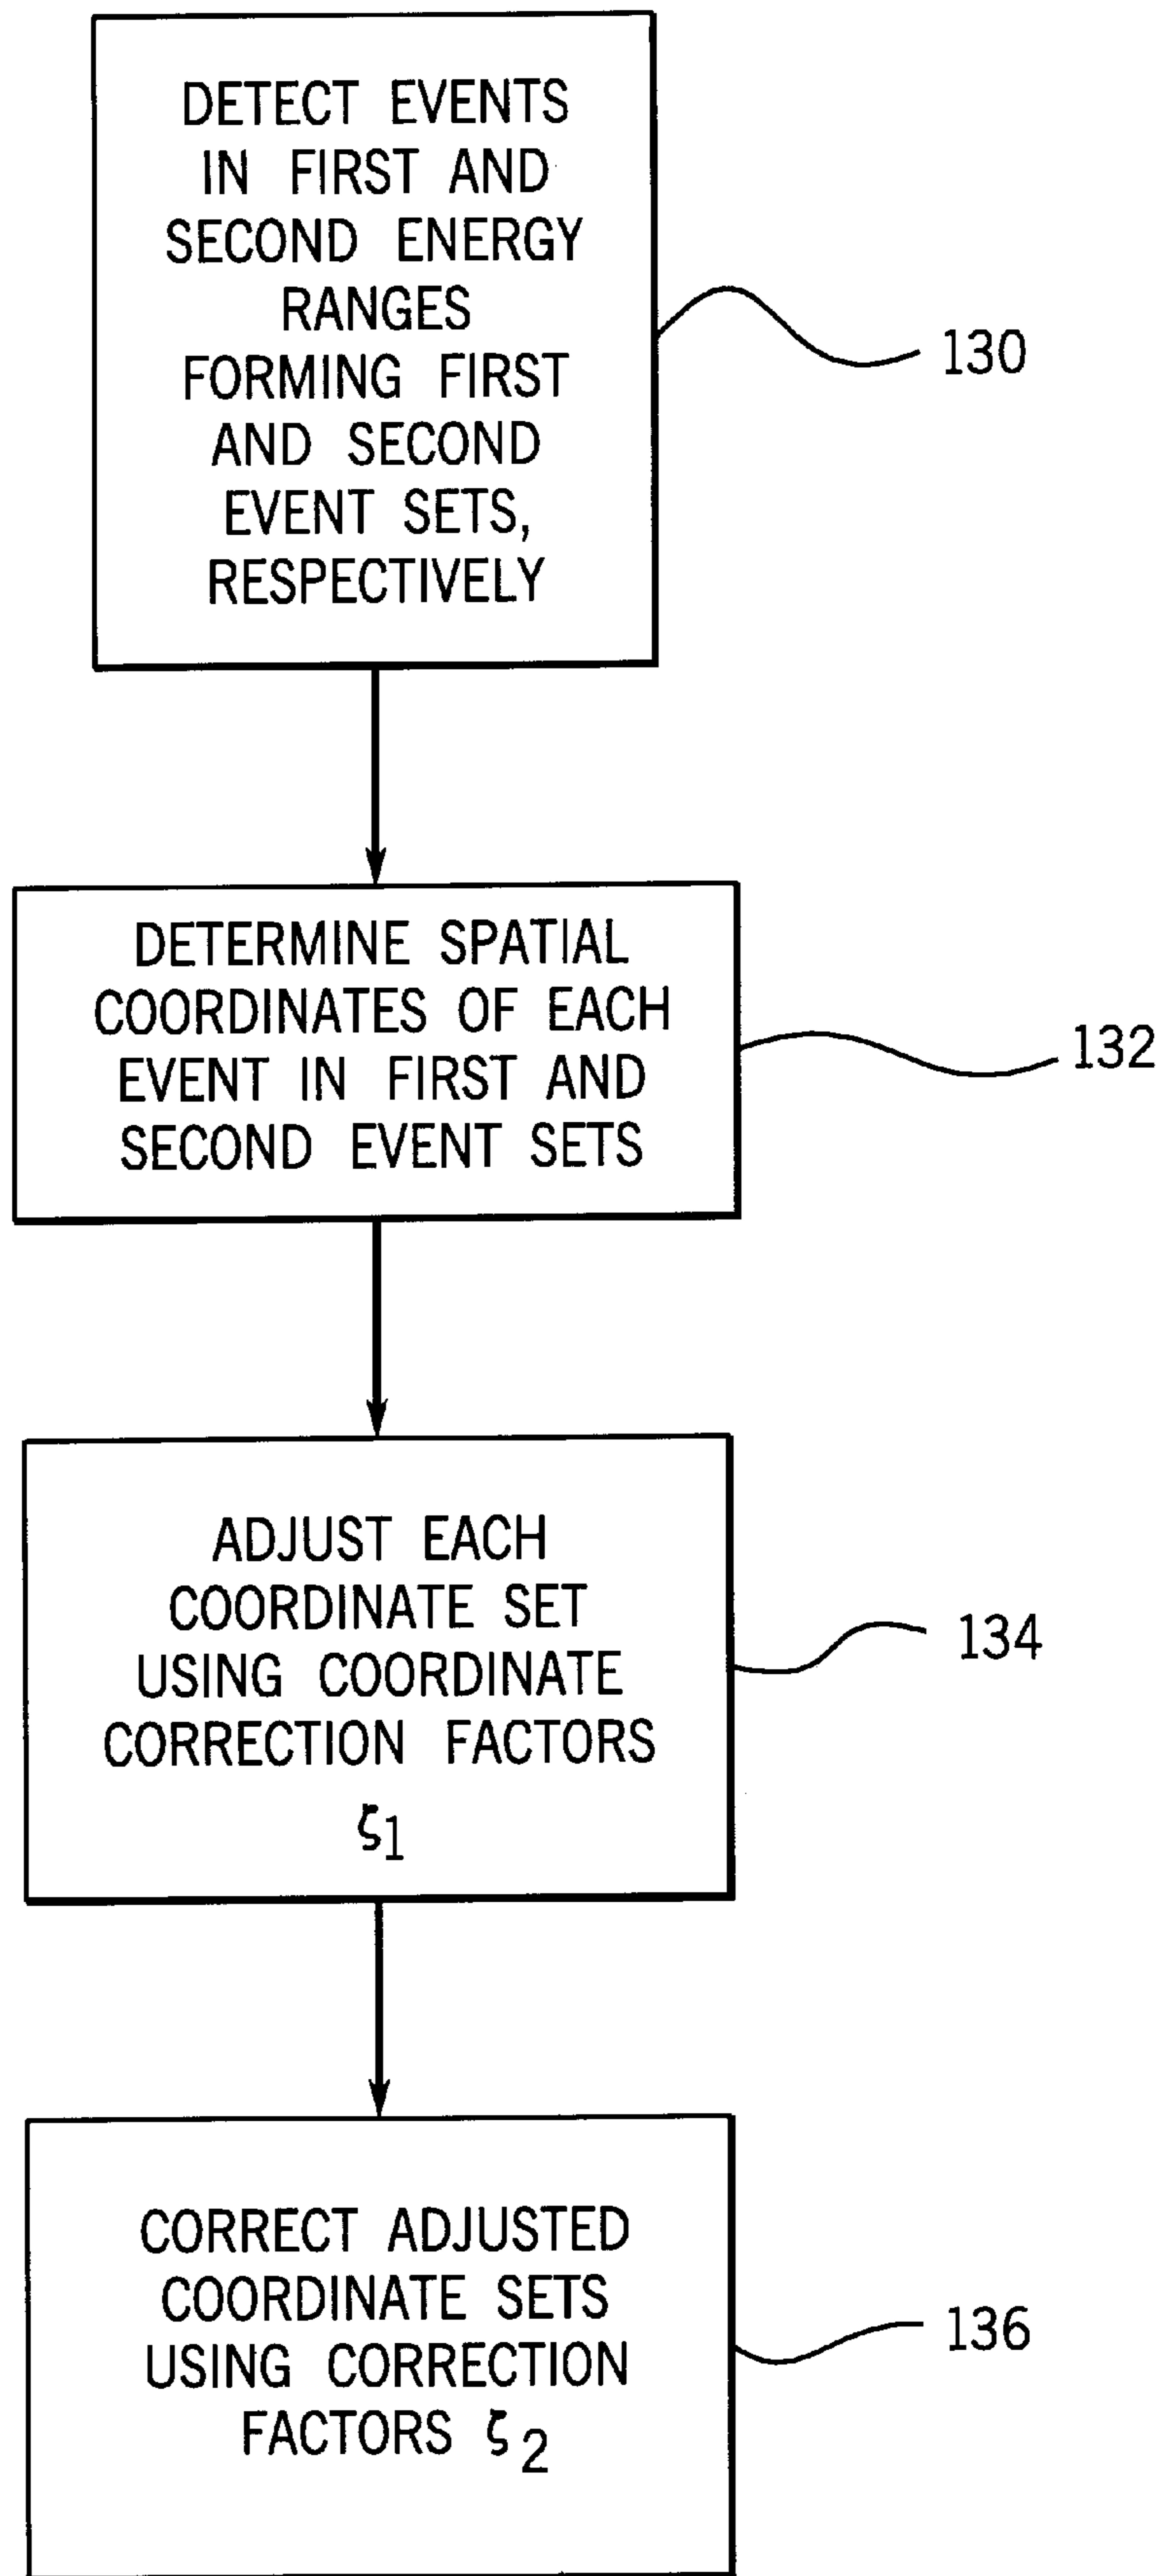 DETECT EVENTS
IN FIRST AND
SECOND ENERGY
RANGES
FORMING FIRST
AND SECOND
EVENT SETS,
RESPECTIVELY
130
DETERMINE SPATIAL
COORDINATES OF EACH
EVENT IN FIRST AND
SECOND EVENT SETS
132
ADJUST EACH
COORDINATE SET
USING COORDINATE
CORRECTION FACTORS
ζ1
134
CORRECT ADJUSTED
COORDINATE SETS
USING CORRECTION
FACTORS ζ2
136